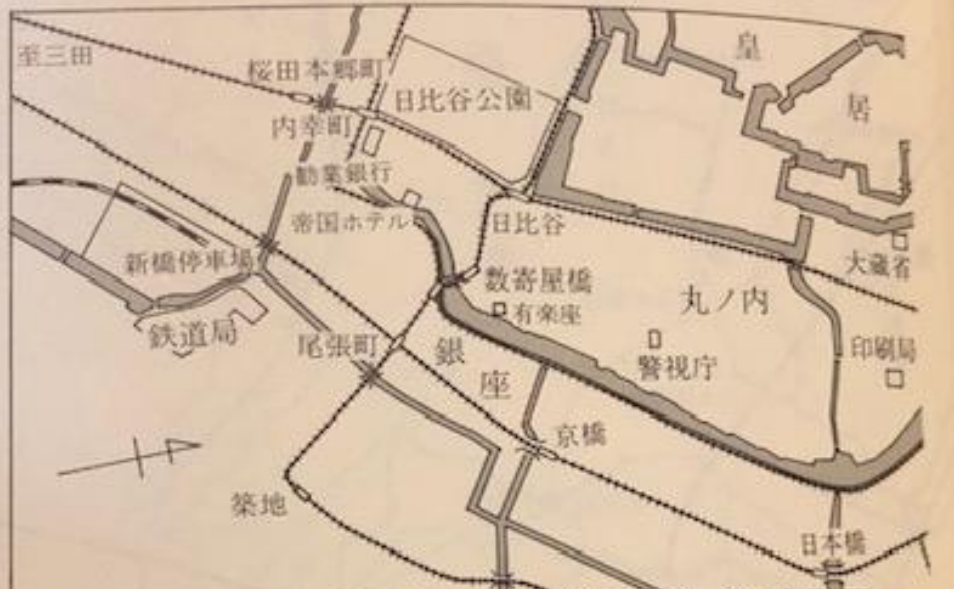 至三田
桜田本郷町
日比谷公園
皇
居
内幸町
勧業銀行
帝国ホテル
日比谷
新橋停車場
大蔵省
数寄屋橋
有楽座
丸ノ内
鉄道局
尾張町
銀
座
警視庁
印刷局
京橋
築地
日本橋